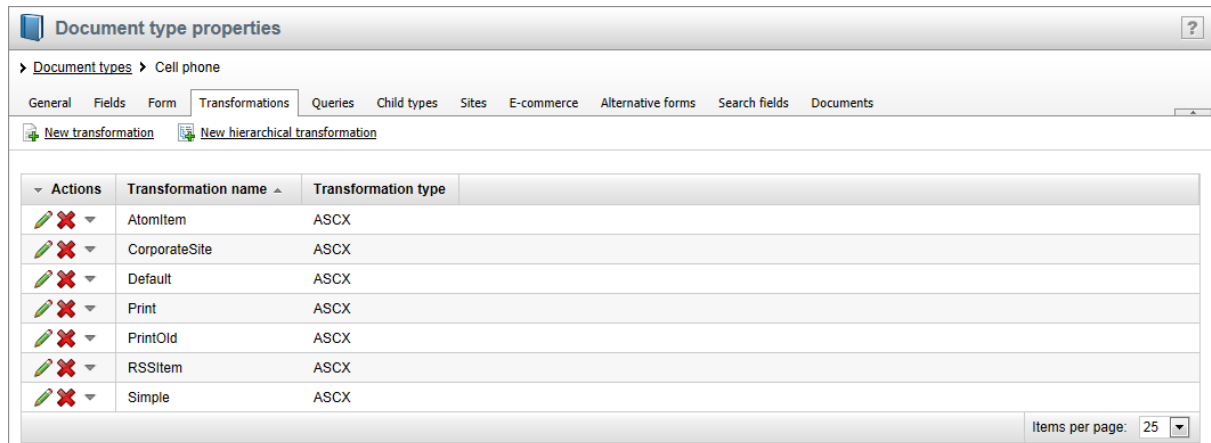 Document type properties ?
Document types Cell phone
General Fields Form Transformations Queries Child types Sites E-commerce Alternative forms Search fields Documents
New transformation New hierarchical transformation
Actions Transformation name Transformation type
AtomItem ASCX
CorporateSite ASCX
Default ASCX
Print ASCX
PrintOld ASCX
RSSItem ASCX
Simple ASCX
Items per page: 25